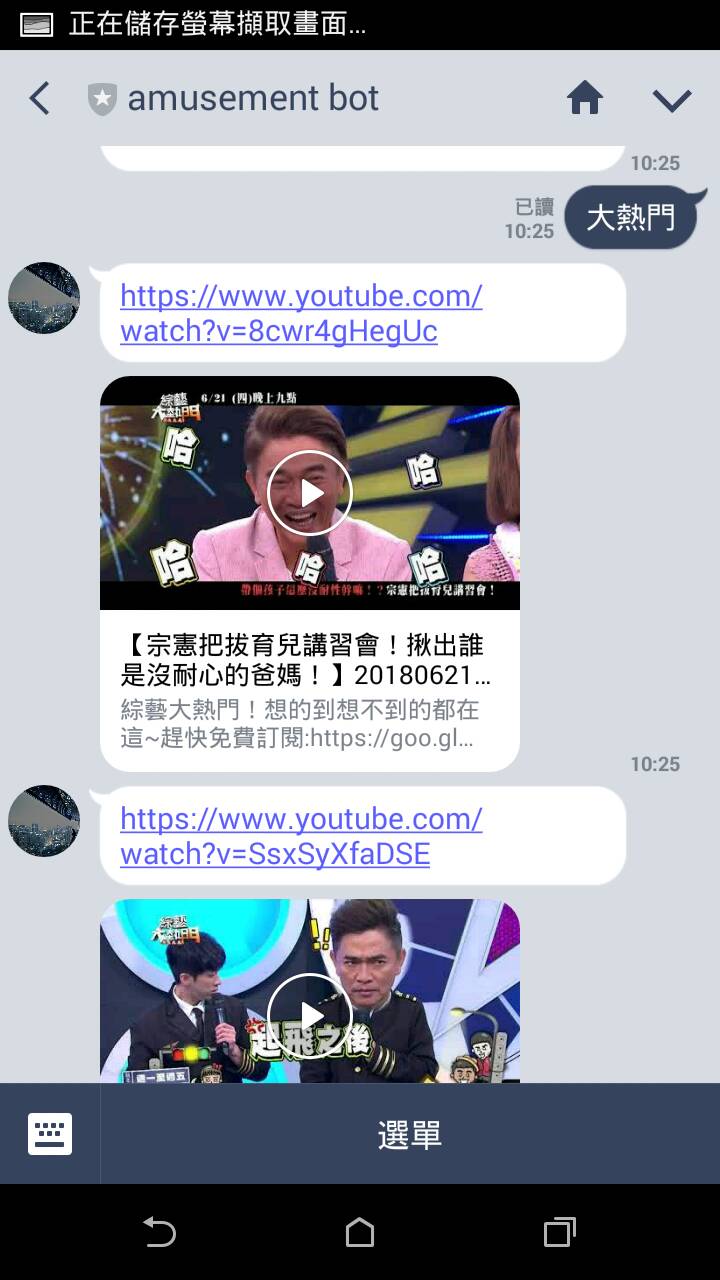 正在儲存螢幕擷取畫面...
amusement bot
10:25
已讀
10:25
大熱門
https://www.youtube.com/
watch?v=8cwr4gHegUc
綜藝
大熱門
6/21 (四)晚上九點
哈
哈
哈
哈
哈
帶個孩子這麼沒耐性幹嘛！？宗憲把拔育兒講習會！
【宗憲把拔育兒講習會！揪出誰
是沒耐心的爸媽！】20180621...
綜藝大熱門！想的到想不到的都在
這~趕快免費訂閱:https://goo.gl...
10:25
https://www.youtube.com/
watch?v=SsxSyXfaDSE
綜藝
大熱門
!!
起飛之後
週一至週五
選單